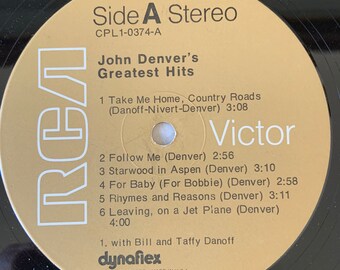 Side A Stereo
CPL1-0374-A
John Denver's
Greatest Hits
1 Take Me Home, Country Roads
(Danoff-Nivert-Denver) 3:08
RCA Victor
2 Follow Me (Denver) 2:56
3 Starwood in Aspen (Denver) 3:10
4 For Baby (For Bobbie) (Denver) 2:58
5 Rhymes and Reasons (Denver) 3:11
6 Leaving, on a Jet Plane (Denver)
4:00
1. with Bill and Taffy Danoff
dynaflex